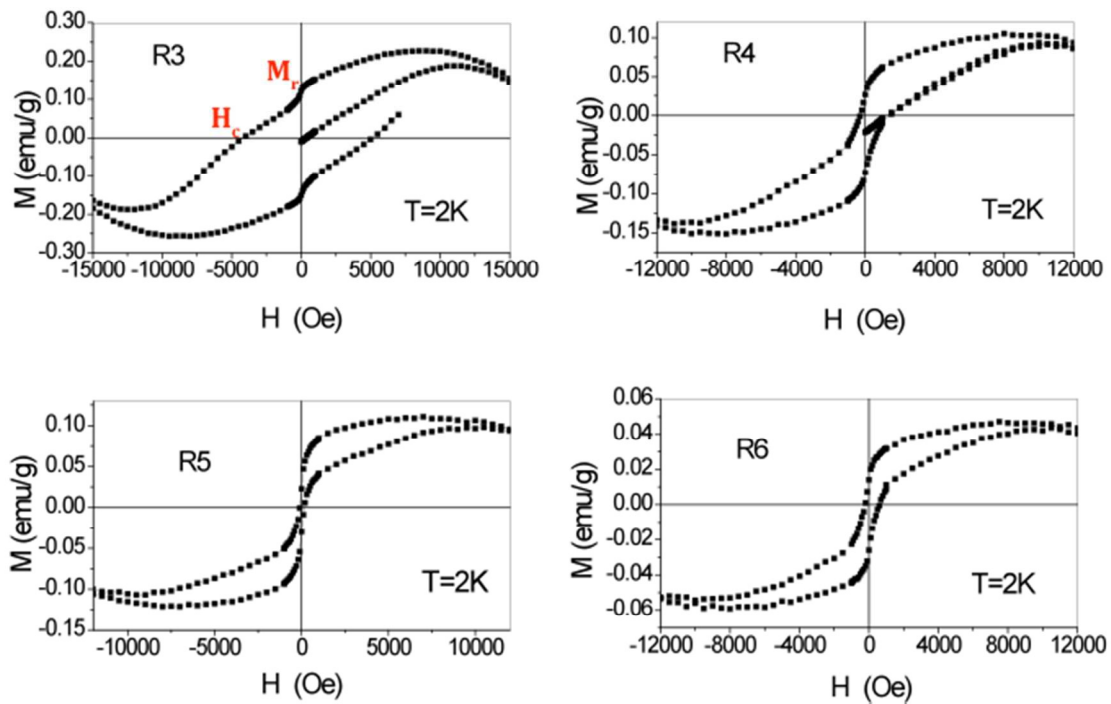 0.30
0.20
0.10
0.00
-0.10
-0.20
-0.30
M (emu/g)
R3
M_r
H_c
T=2K
-15000 -10000 -5000 0 5000 10000 15000
H (Oe)
0.10
0.05
0.00
-0.05
-0.10
-0.15
M (emu/g)
R4
T=2K
-12000 -8000 -4000 0 4000 8000 12000
H (Oe)
0.10
0.05
0.00
-0.05
-0.10
-0.15
M (emu/g)
R5
T=2K
-10000 -5000 0 5000 10000
H (Oe)
0.06
0.04
0.02
0.00
-0.02
-0.04
-0.06
M (emu/g)
R6
T=2K
-12000 -8000 -4000 0 4000 8000 12000
H (Oe)